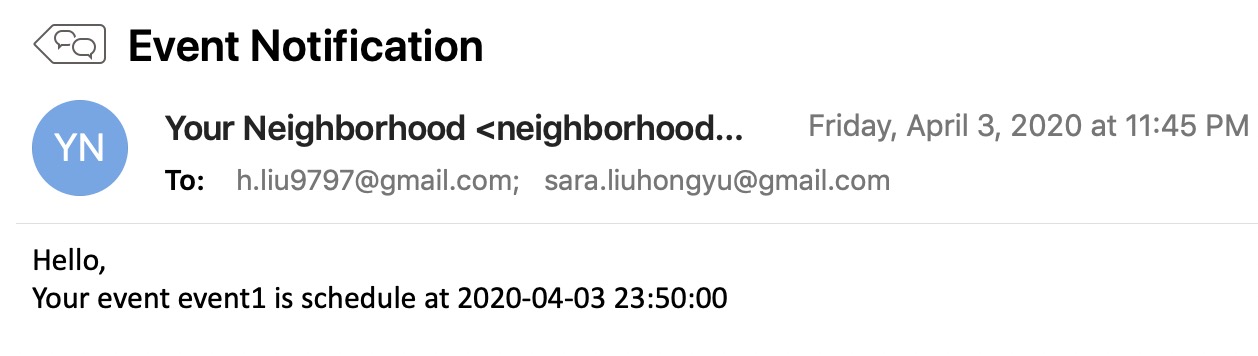 Event Notification
YN
Your Neighborhood <neighborhood... Friday, April 3, 2020 at 11:45 PM
To: h.liu9797@gmail.com; sara.liuhongyu@gmail.com
Hello,
Your event event1 is schedule at 2020-04-03 23:50:00